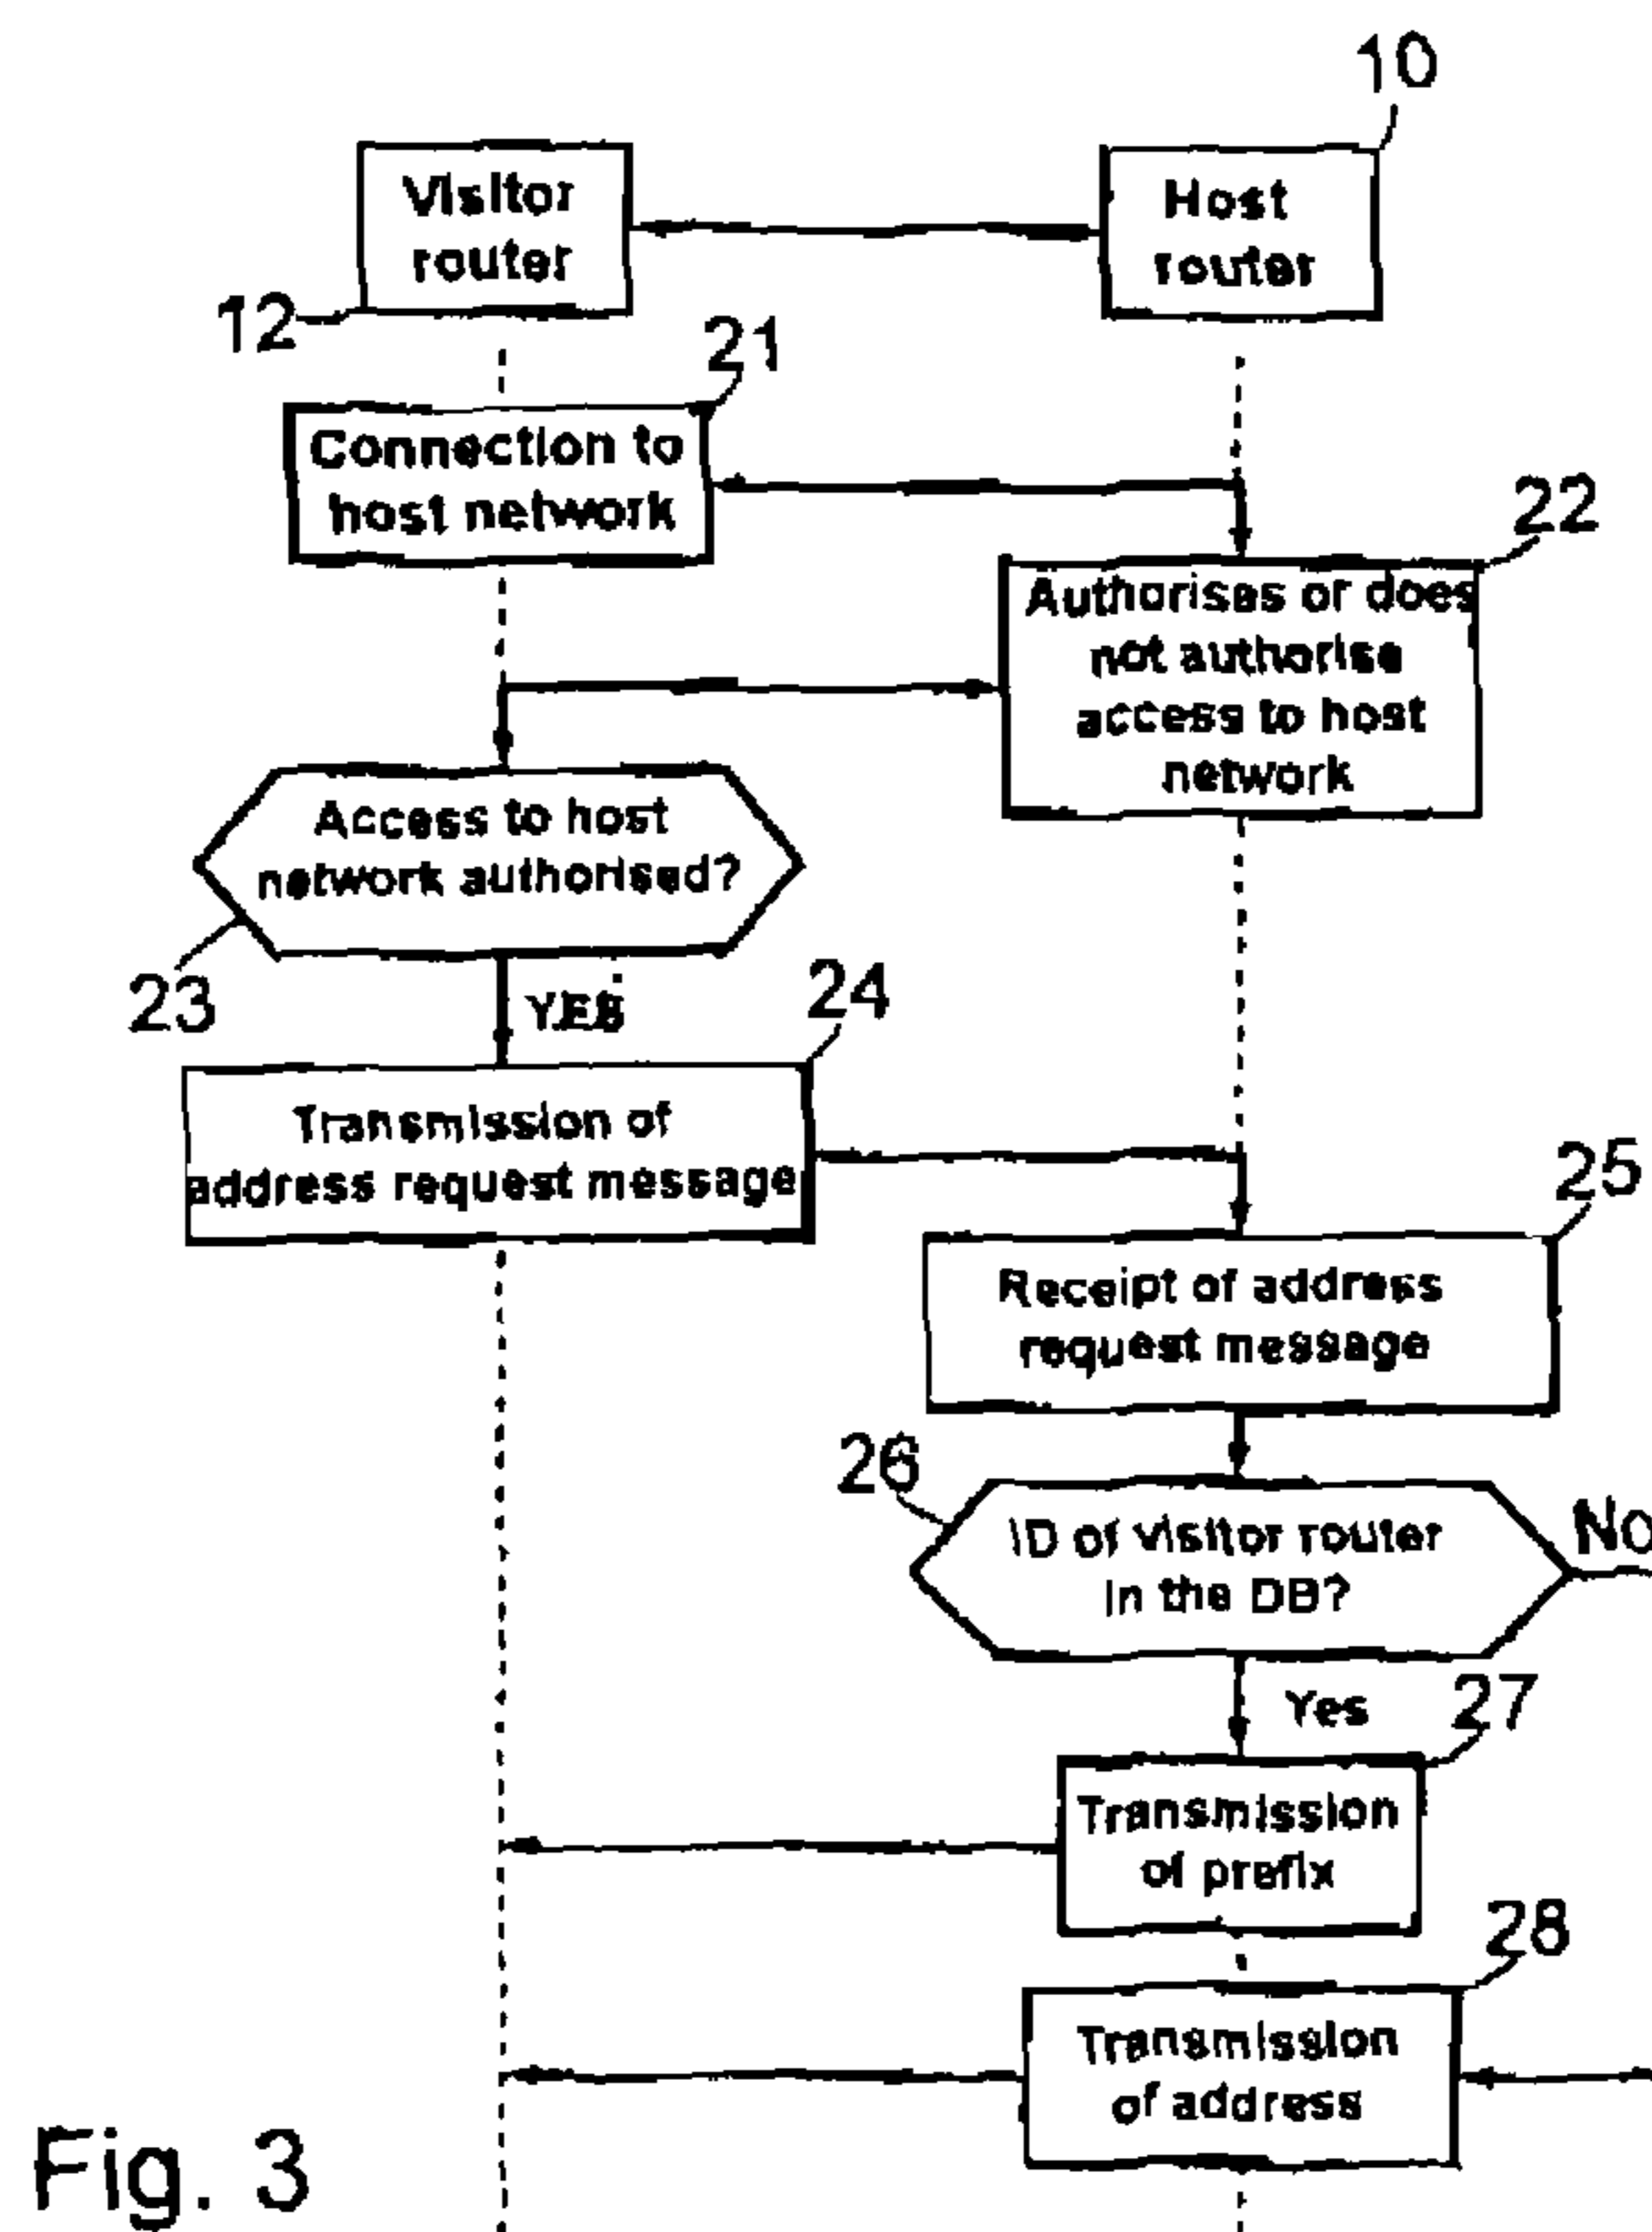 10
Visitor
router
Host
router
12
21
Connection to
host network
22
Authorises or does
not authorise
access to host
network
Access to host
network authorised?
23
YES
24
Transmission of
address request message
25
Receipt of address
request message
26
ID of visitor router
in the DB?
No
Yes
27
Transmission
of prefix
28
Transmission
of address
Fig. 3